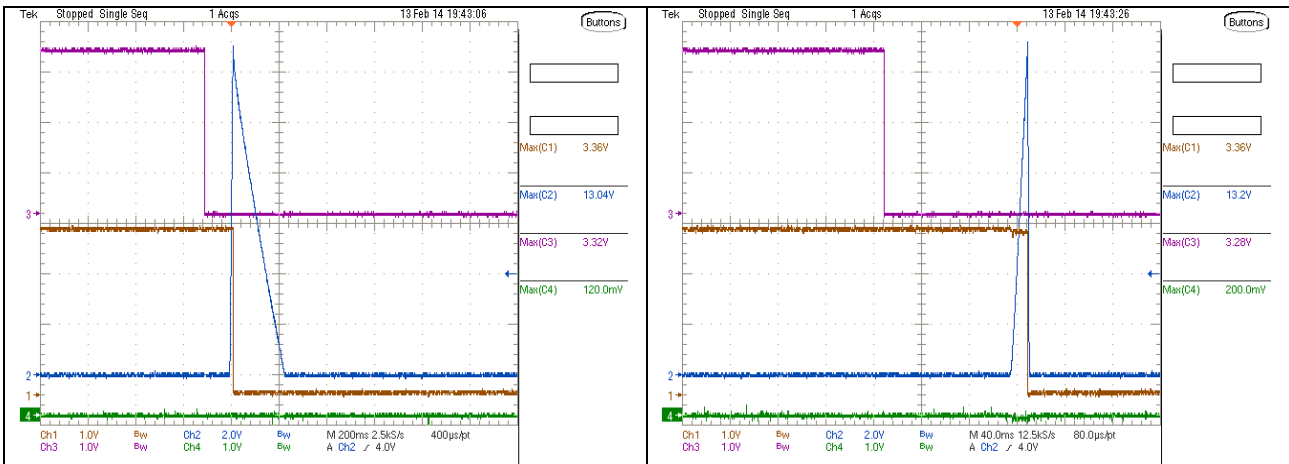 Tek Stopped Single Seq 1 Acqs 13 Feb 14 19:43:06
Buttons
Max(C1) 3.36V
Max(C2) 13.04V
3
Max(C3) 3.32V
Max(C4) 120.0mV
2
1
4
Ch1 1.0V Bw Ch2 2.0V Bw M 200ms 2.5kS/s 400µs/pt
Ch3 1.0V Bw Ch4 1.0V Bw A Ch2 ∕ 4.0V
Tek Stopped Single Seq 1 Acqs 13 Feb 14 19:43:26
Buttons
Max(C1) 3.36V
Max(C2) 13.2V
3
Max(C3) 3.28V
Max(C4) 200.0mV
2
1
4
Ch1 1.0V Bw Ch2 2.0V Bw M 40.0ms 12.5kS/s 80.0µs/pt
Ch3 1.0V Bw Ch4 1.0V Bw A Ch2 ∕ 4.0V